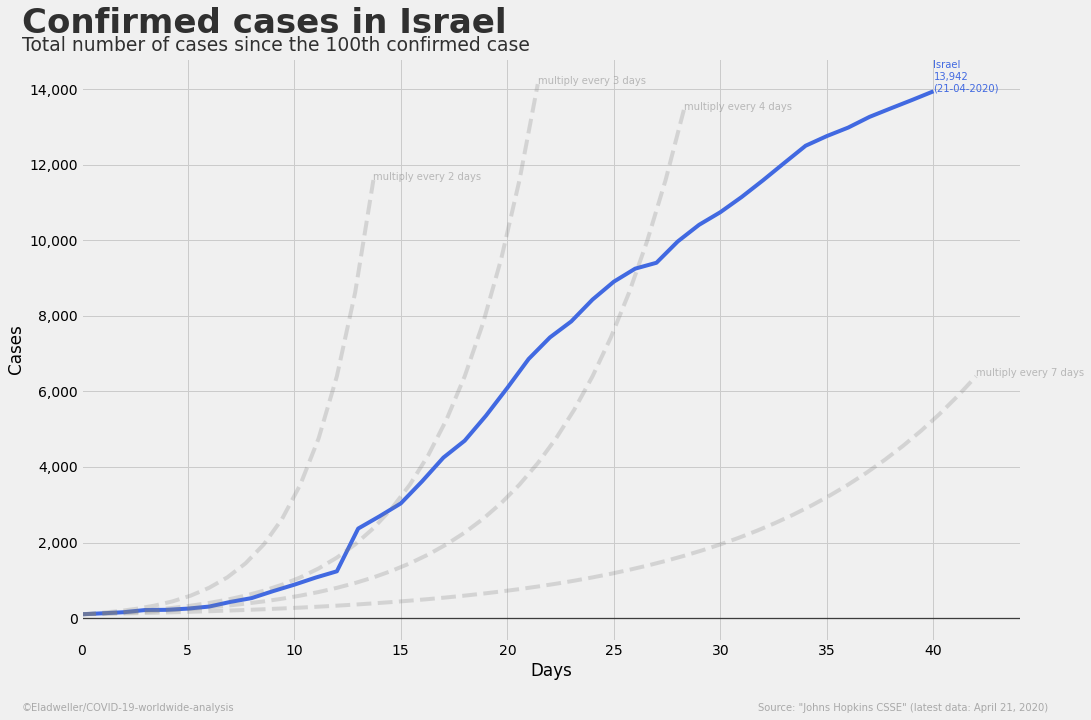 Confirmed cases in Israel
Total number of cases since the 100th confirmed case
Israel
13,942
(21-04-2020)
multiply every 3 days
multiply every 4 days
multiply every 2 days
multiply every 7 days
14,000
12,000
10,000
8,000
6,000
4,000
2,000
0
Cases
0 5 10 15 20 25 30 35 40
Days
©Eladweller/COVID-19-worldwide-analysis
Source: "Johns Hopkins CSSE" (latest data: April 21, 2020)